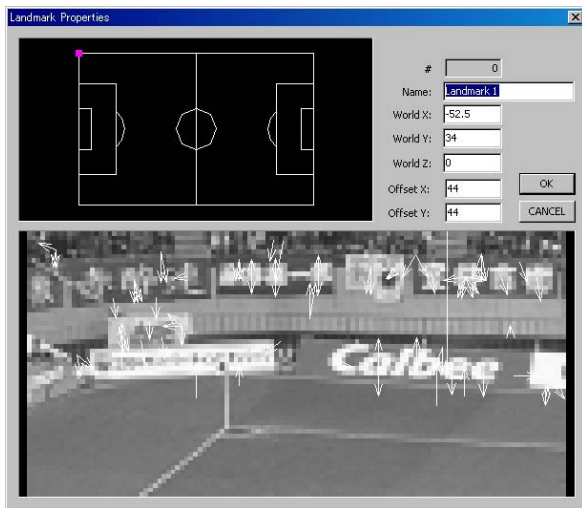 Landmark Properties
# 0
Name: Landmark 1
World X: -52.5
World Y: 34
World Z: 0
Offset X: 44
Offset Y: 44
OK
CANCEL
Calbee